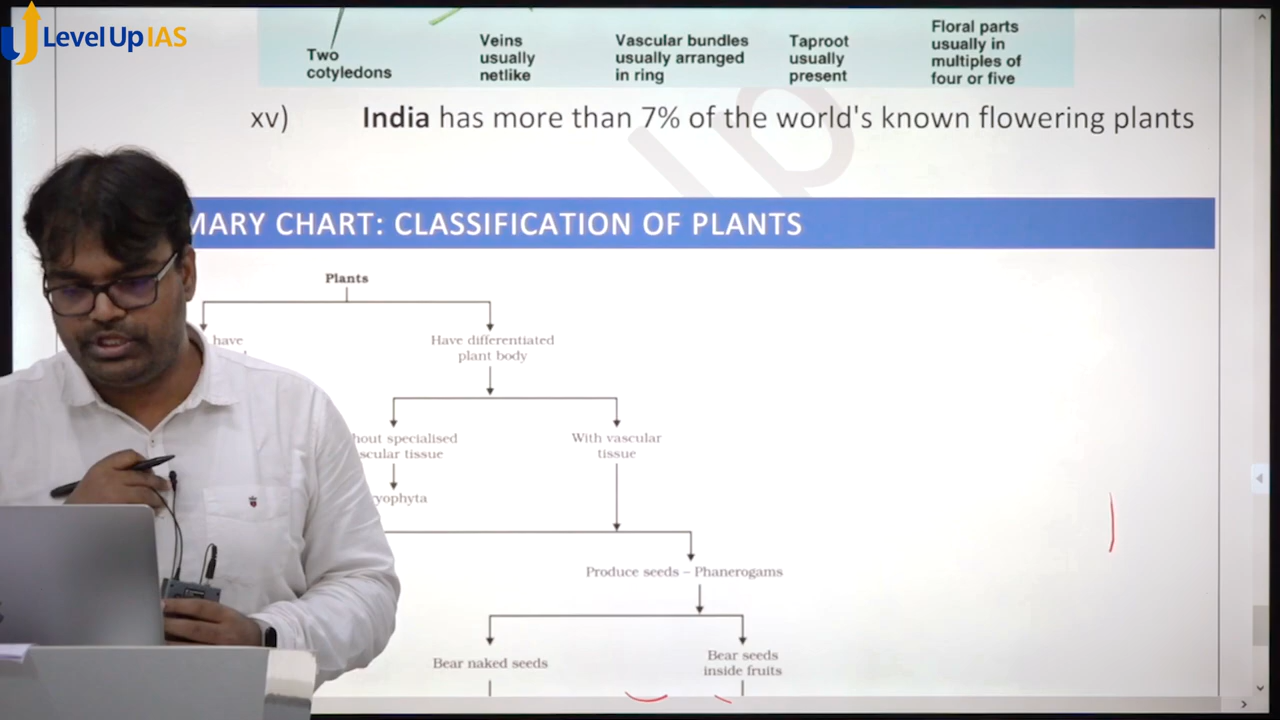 Level Up IAS
Two
cotyledons
Veins
usually
netlike
Vascular bundles
usually arranged
in ring
Taproot
usually
present
Floral parts
usually in
multiples of
four or five
xv) India has more than 7% of the world's known flowering plants
MARY CHART: CLASSIFICATION OF PLANTS
Plants
have
Have differentiated
plant body
hout specialised
scular tissue
With vascular
tissue
yophyta
Produce seeds – Phanerogams
Bear naked seeds
Bear seeds
inside fruits